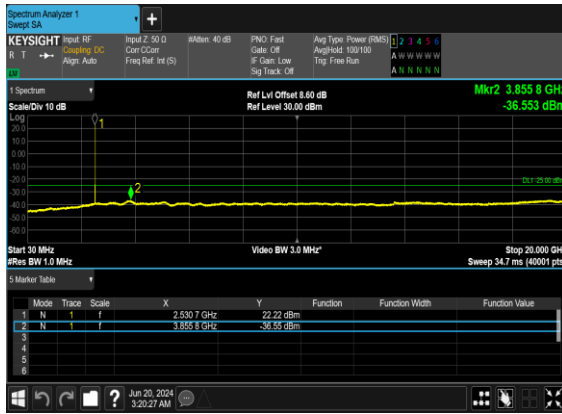 Spectrum Analyzer 1
Swept SA
+
KEYSIGHT Input: RF Input Z: 50 Ω #Atten: 40 dB PNO: Fast Avg Type: Power (RMS) 1 2 3 4 5 6
R T Coupling: DC Corr CCorr Gate: Off Avg|Hold: 100/100 A W W W W W
Align: Auto Freq Ref: Int (S) IF Gain: Low Trig: Free Run
LXI Sig Track: Off A N N N N N
1 Spectrum Ref Lvl Offset 8.60 dB Mkr2 3.855 8 GHz
Scale/Div 10 dB Ref Level 30.00 dBm -36.553 dBm
Log
20.0 1
10.0
0.00
-10.0
-20.0 DL1 -25.00 dBm
-30.0 2
-40.0
-50.0
-60.0
Start 30 MHz Video BW 3.0 MHz* Stop 20.000 GHz
#Res BW 1.0 MHz Sweep 34.7 ms (40001 pts)
5 Marker Table
Mode Trace Scale X Y Function Function Width Function Value
1 N 1 f 2.530 7 GHz 22.22 dBm
2 N 1 f 3.855 8 GHz -36.55 dBm
3
4
5
6
? Jun 20, 2024
3:20:27 AM